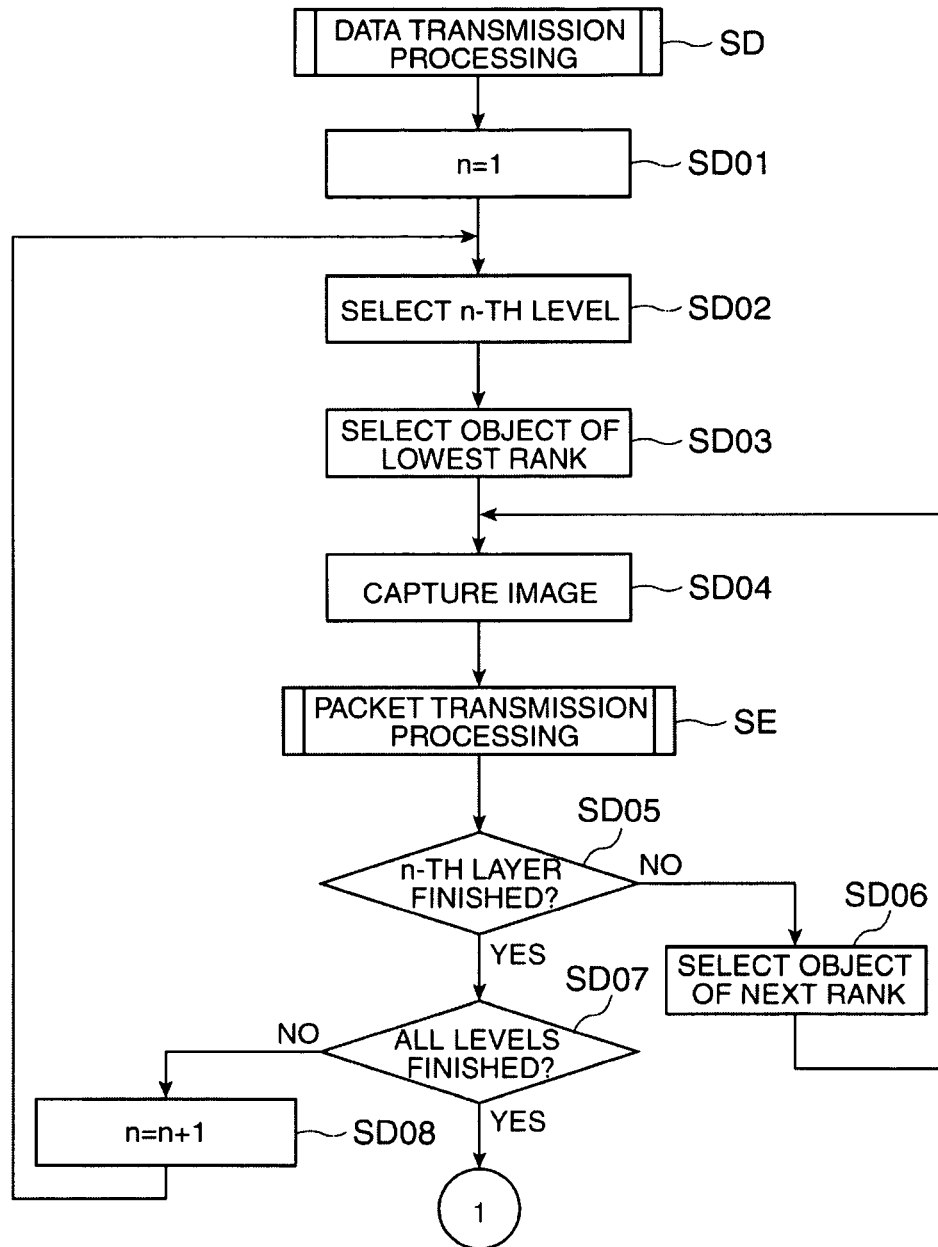 DATA TRANSMISSION
PROCESSING
SD
n=1
SD01
SELECT n-TH LEVEL
SD02
SELECT OBJECT OF
LOWEST RANK
SD03
CAPTURE IMAGE
SD04
PACKET TRANSMISSION
PROCESSING
SE
SD05
n-TH LAYER
FINISHED?
NO
YES
SD06
SELECT OBJECT
OF NEXT RANK
SD07
ALL LEVELS
FINISHED?
NO
YES
n=n+1
SD08
1